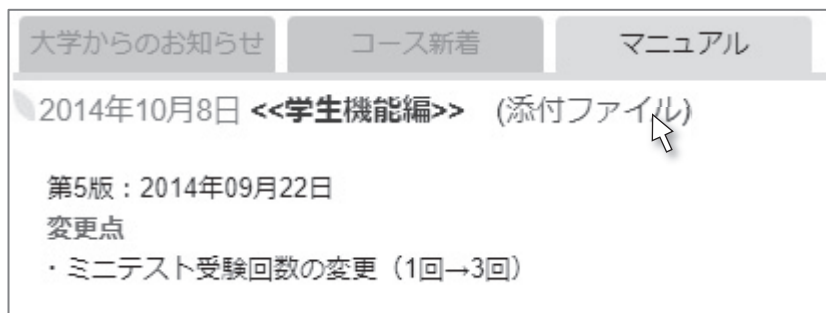 大学からのお知らせ コース新着 マニュアル
2014年10月8日 <<学生機能編>> (添付ファイル)
第5版：2014年09月22日
変更点
・ミニテスト受験回数の変更（1回→3回）